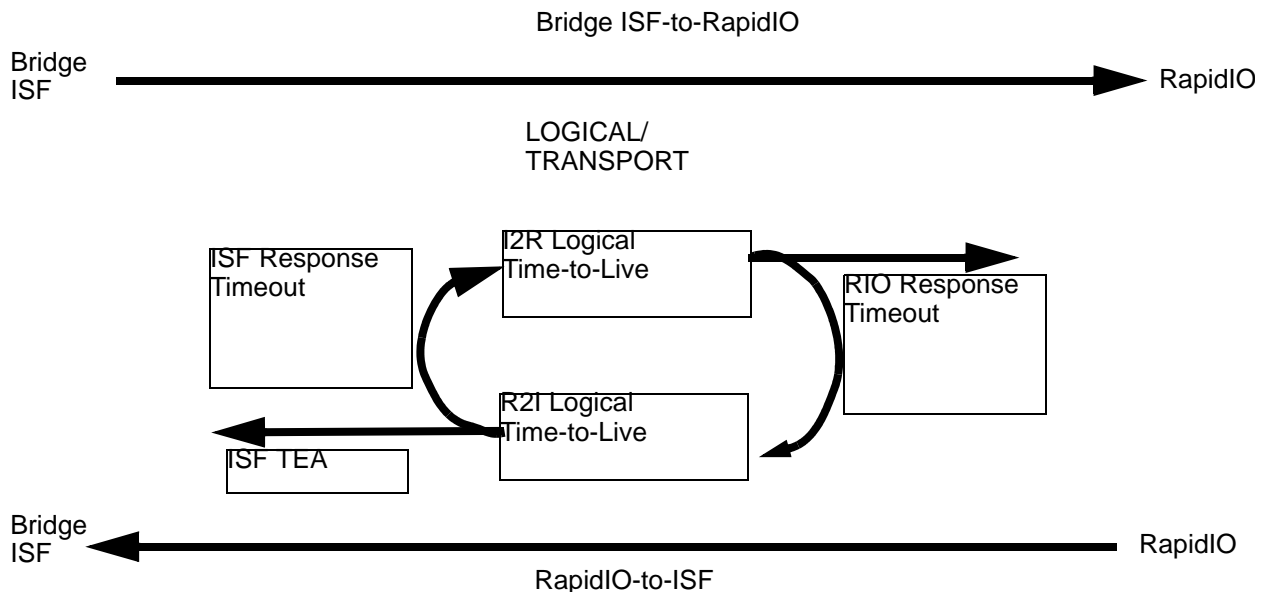 Bridge ISF-to-RapidIO
Bridge
ISF
RapidIO
LOGICAL/
TRANSPORT
ISF Response
Timeout
I2R Logical
Time-to-Live
RIO Response
Timeout
R2I Logical
Time-to-Live
ISF TEA
Bridge
ISF
RapidIO
RapidIO-to-ISF